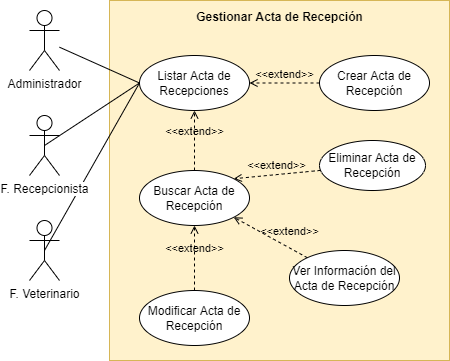 Gestionar Acta de Recepción
Administrador
F. Recepcionista
F. Veterinario
Listar Acta de
Recepciones
<<extend>>
Crear Acta de
Recepción
<<extend>>
Buscar Acta de
Recepción
<<extend>>
Eliminar Acta de
Recepción
<<extend>>
Ver Información del
Acta de Recepción
<<extend>>
Modificar Acta de
Recepción